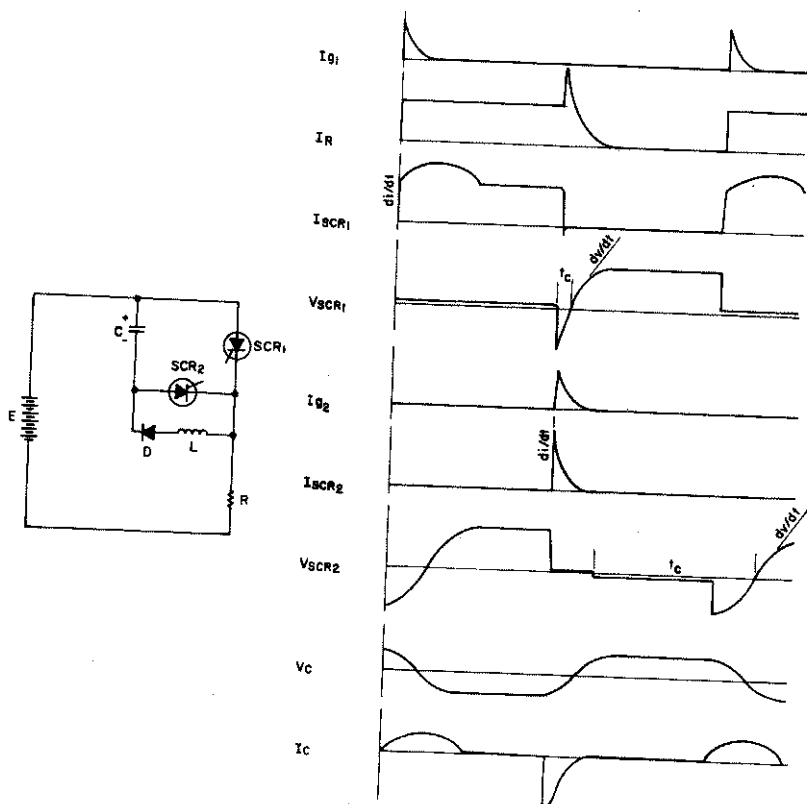 Ig1
IR
di/dt
ISCR1
tc
dv/dt
VSCR1
C
+
-
SCR1
SCR2
E
D
L
R
Ig2
di/dt
ISCR2
dv/dt
VSCR2
tc
VC
IC